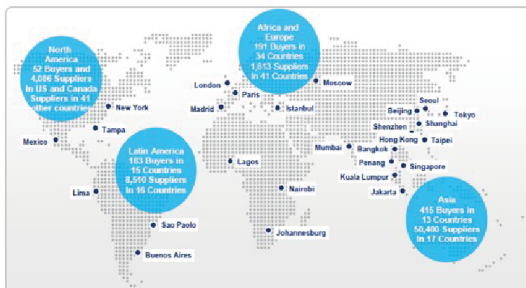 North
America
52 Buyers and
4,086 Suppliers
in US and Canada
Suppliers in 41
other countries
Africa and
Europe
191 Buyers in
34 Countries
1,613 Suppliers
in 41 Countries
Latin America
183 Buyers in
15 Countries
8,510 Suppliers
in 16 Countries
Asia
415 Buyers in
13 Countries
50,400 Suppliers
in 17 Countries
New York
Tampa
Mexico
Lima
Sao Paolo
Buenos Aires
London
Paris
Madrid
Istanbul
Moscow
Lagos
Nairobi
Johannesburg
Mumbai
Beijing
Seoul
Tokyo
Shanghai
Shenzhen
Hong Kong
Taipei
Bangkok
Penang
Singapore
Kuala Lumpur
Jakarta